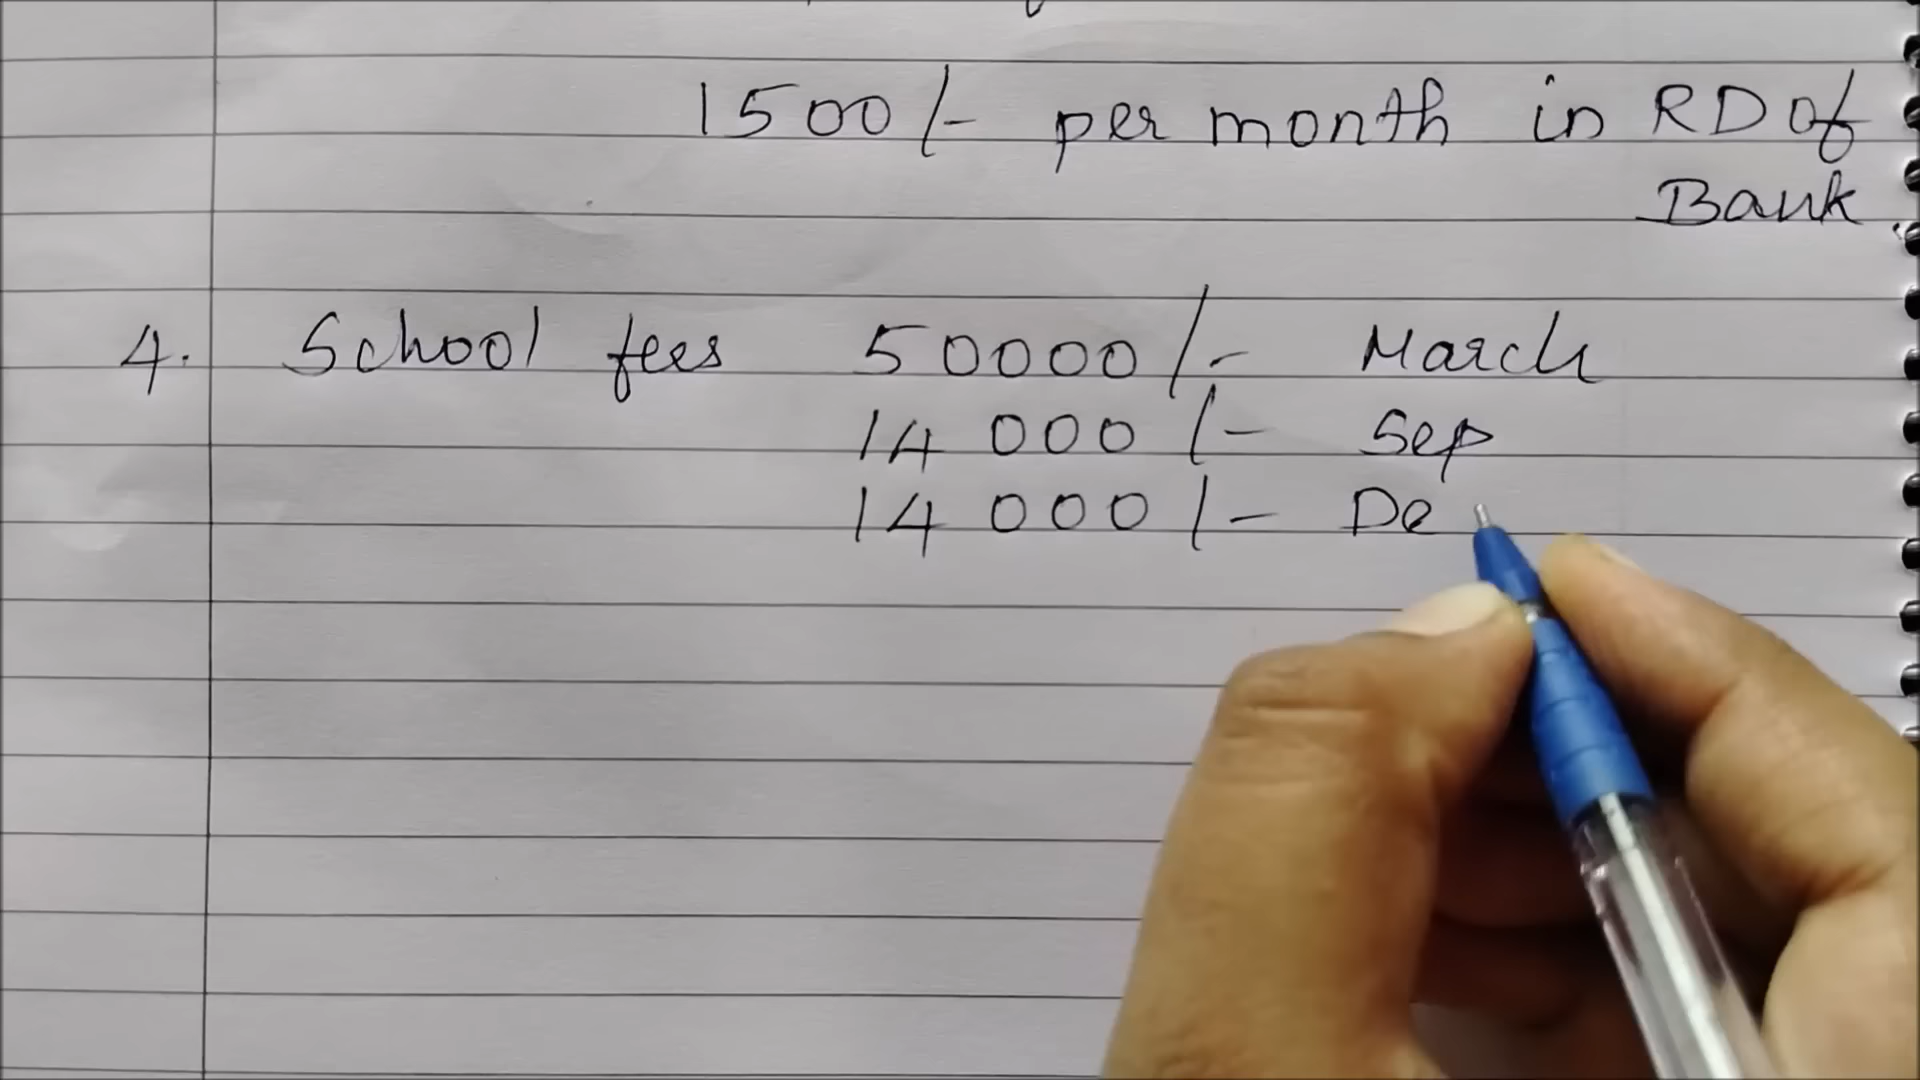 1500/- per month in RD of
Bank
4. School fees 50000/- March
14000/- Sep
14000/- De